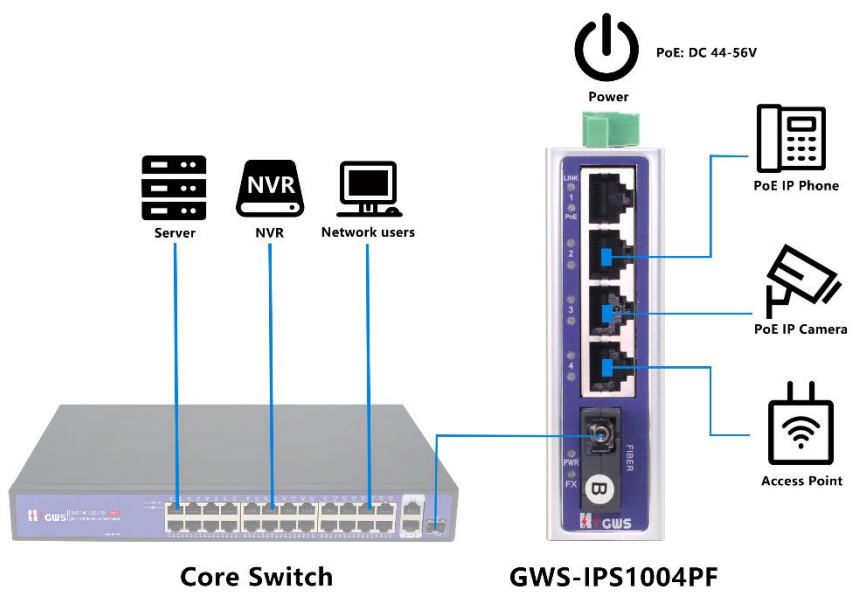 PoE: DC 44-56V
Power
NVR
Server
NVR
Network users
PoE IP Phone
PoE IP Camera
Access Point
LINK
1
PoE
2
3
4
FIBER
PWR
FX
B
GWS
GWS
Core Switch
GWS-IPS1004PF